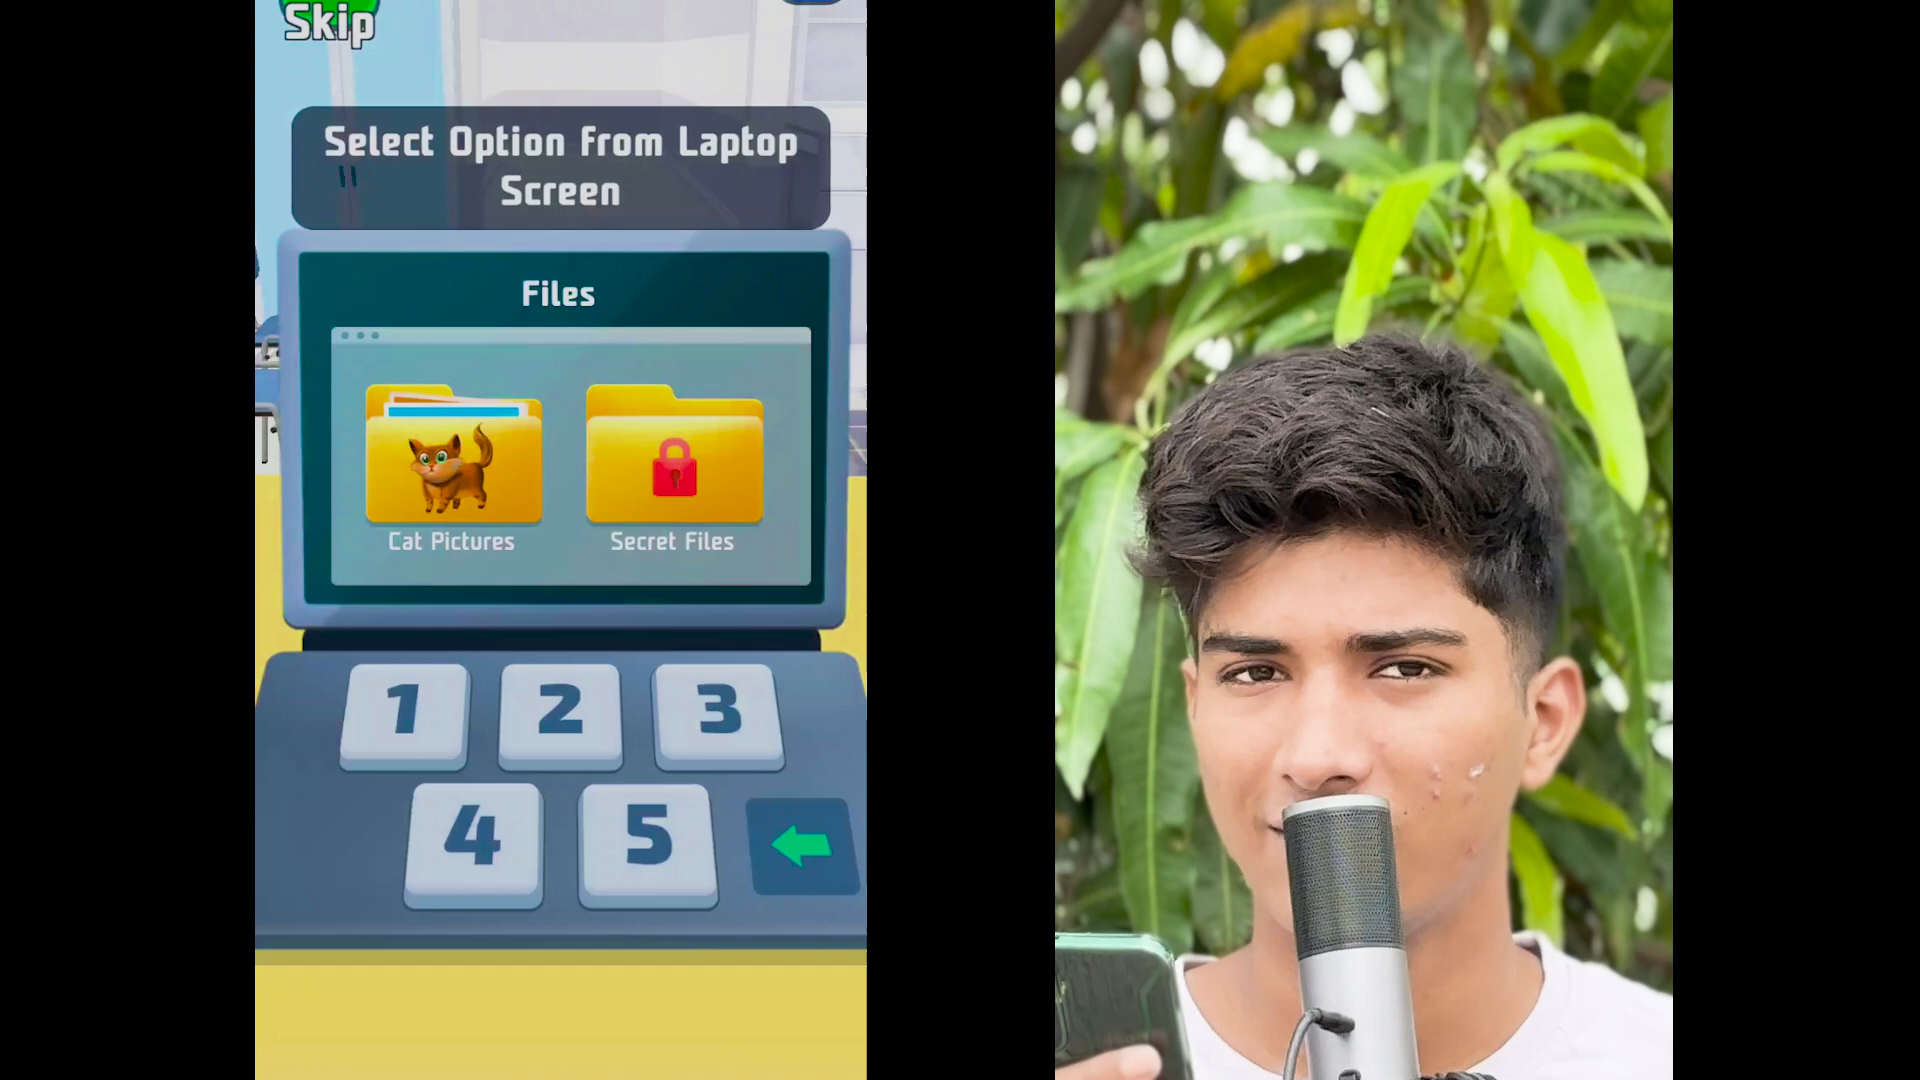 Skip
Select Option from Laptop
Screen
Files
Cat Pictures
Secret Files
1
2
3
4
5